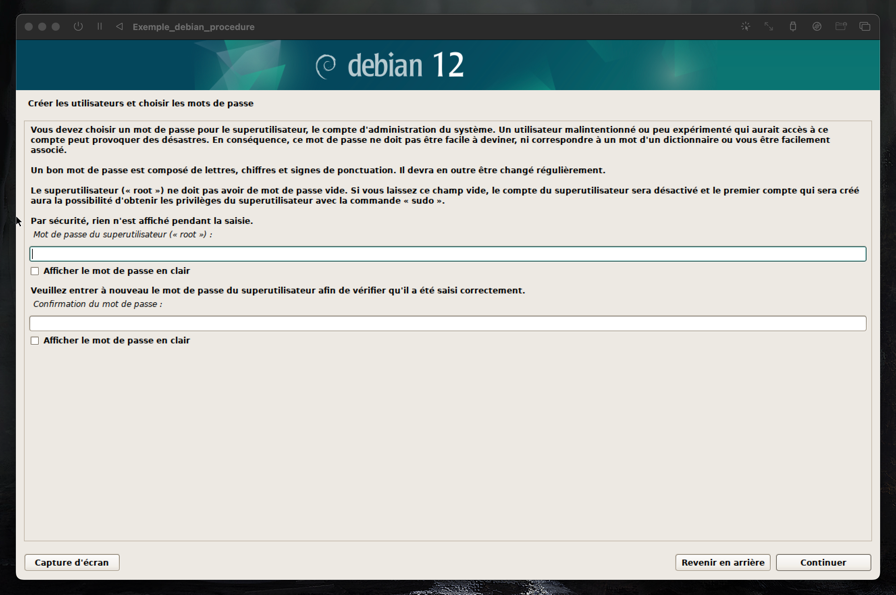 Exemple_debian_procedure
debian 12
Créer les utilisateurs et choisir les mots de passe
Vous devez choisir un mot de passe pour le superutilisateur, le compte d'administration du système. Un utilisateur malintentionné ou peu expérimenté qui aurait accès à ce
compte peut provoquer des désastres. En conséquence, ce mot de passe ne doit pas être facile à deviner, ni correspondre à un mot d'un dictionnaire ou vous être facilement
associé.
Un bon mot de passe est composé de lettres, chiffres et signes de ponctuation. Il devra en outre être changé régulièrement.
Le superutilisateur (« root ») ne doit pas avoir de mot de passe vide. Si vous laissez ce champ vide, le compte du superutilisateur sera désactivé et le premier compte qui sera créé
aura la possibilité d'obtenir les privilèges du superutilisateur avec la commande « sudo ».
Par sécurité, rien n'est affiché pendant la saisie.
Mot de passe du superutilisateur (« root ») :
Afficher le mot de passe en clair
Veuillez entrer à nouveau le mot de passe du superutilisateur afin de vérifier qu'il a été saisi correctement.
Confirmation du mot de passe :
Afficher le mot de passe en clair
Capture d'écran
Revenir en arrière
Continuer